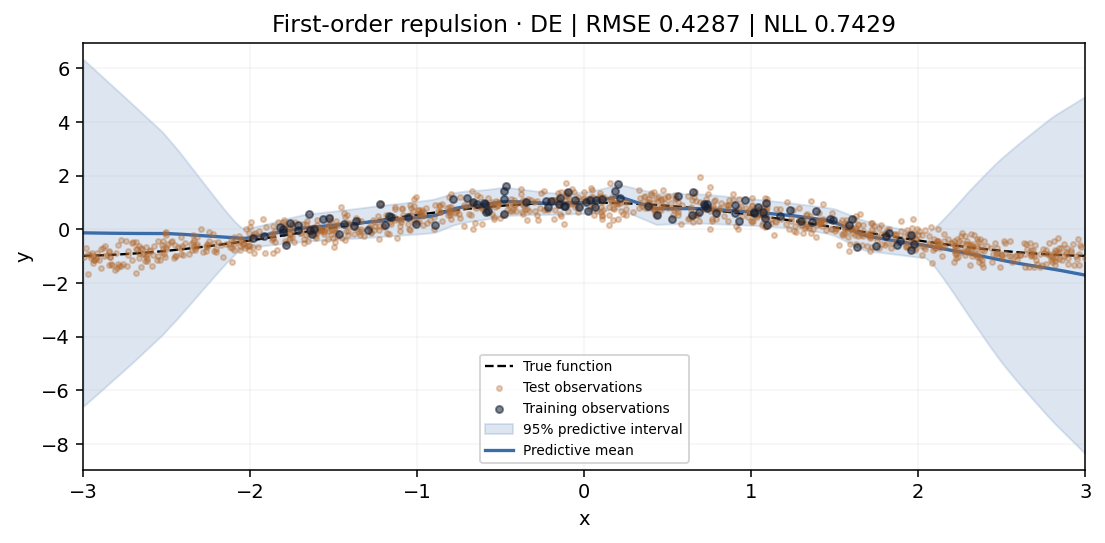 First-order repulsion · DE | RMSE 0.4287 | NLL 0.7429
6
4
2
0
−2
−4
−6
−8
y
True function
Test observations
Training observations
95% predictive interval
Predictive mean
−3
−2
−1
0
1
2
3
x